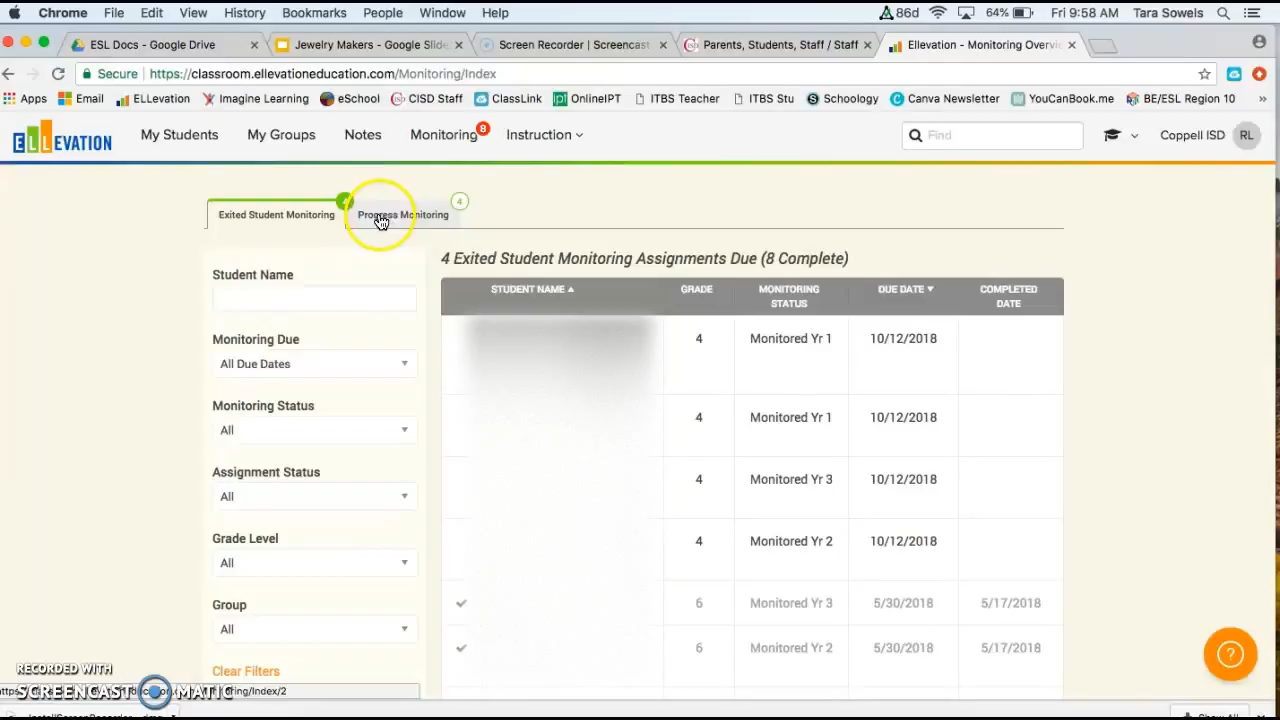 Chrome File Edit View History Bookmarks People Window Help 86d 64% Fri 9:58 AM Tara Sowels
ESL Docs - Google Drive Jewelry Makers - Google Slide Screen Recorder | Screencast Parents, Students, Staff / Staff Ellevation - Monitoring Overvi
Secure https://classroom.ellevationeducation.com/Monitoring/Index
Apps Email ELLevation Imagine Learning eSchool CISD Staff ClassLink OnlineIPT ITBS Teacher ITBS Stu Schoology Canva Newsletter YouCanBook.me BE/ESL Region 10 »
ELLEVATION My Students My Groups Notes Monitoring 8 Instruction Find Coppell ISD RL
Exited Student Monitoring 4 Progress Monitoring 4
4 Exited Student Monitoring Assignments Due (8 Complete)
Student Name
Monitoring Due
All Due Dates
Monitoring Status
All
Assignment Status
All
Grade Level
All
Group
All
Clear Filters
STUDENT NAME GRADE MONITORING STATUS DUE DATE COMPLETED DATE
4 Monitored Yr 1 10/12/2018
4 Monitored Yr 1 10/12/2018
4 Monitored Yr 3 10/12/2018
4 Monitored Yr 2 10/12/2018
6 Monitored Yr 3 5/30/2018 5/17/2018
6 Monitored Yr 2 5/30/2018 5/17/2018
?
RECORDED WITH
SCREENCAST MATIC